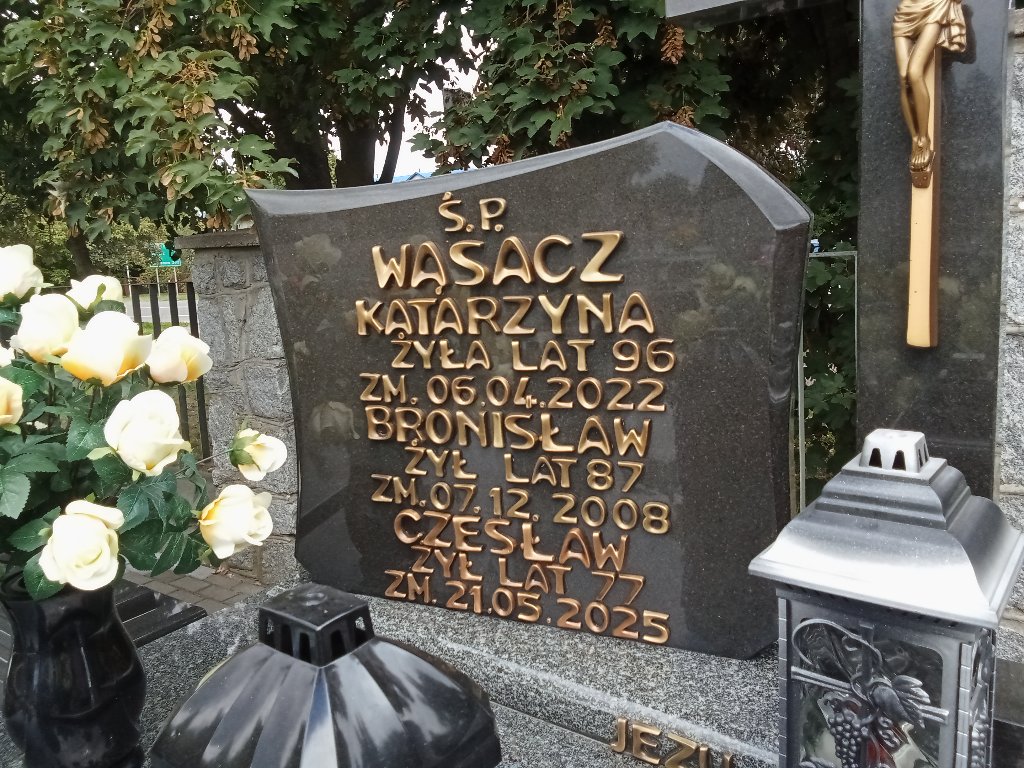 Ś.P.
WĄSACZ
KATARZYNA
ŻYŁA LAT 96
ZM. 06.04.2022
BRONISŁAW
ŻYŁ LAT 87
ZM. 07.12.2008
CZESŁAW
ŻYŁ LAT 77
ZM. 21.05.2025